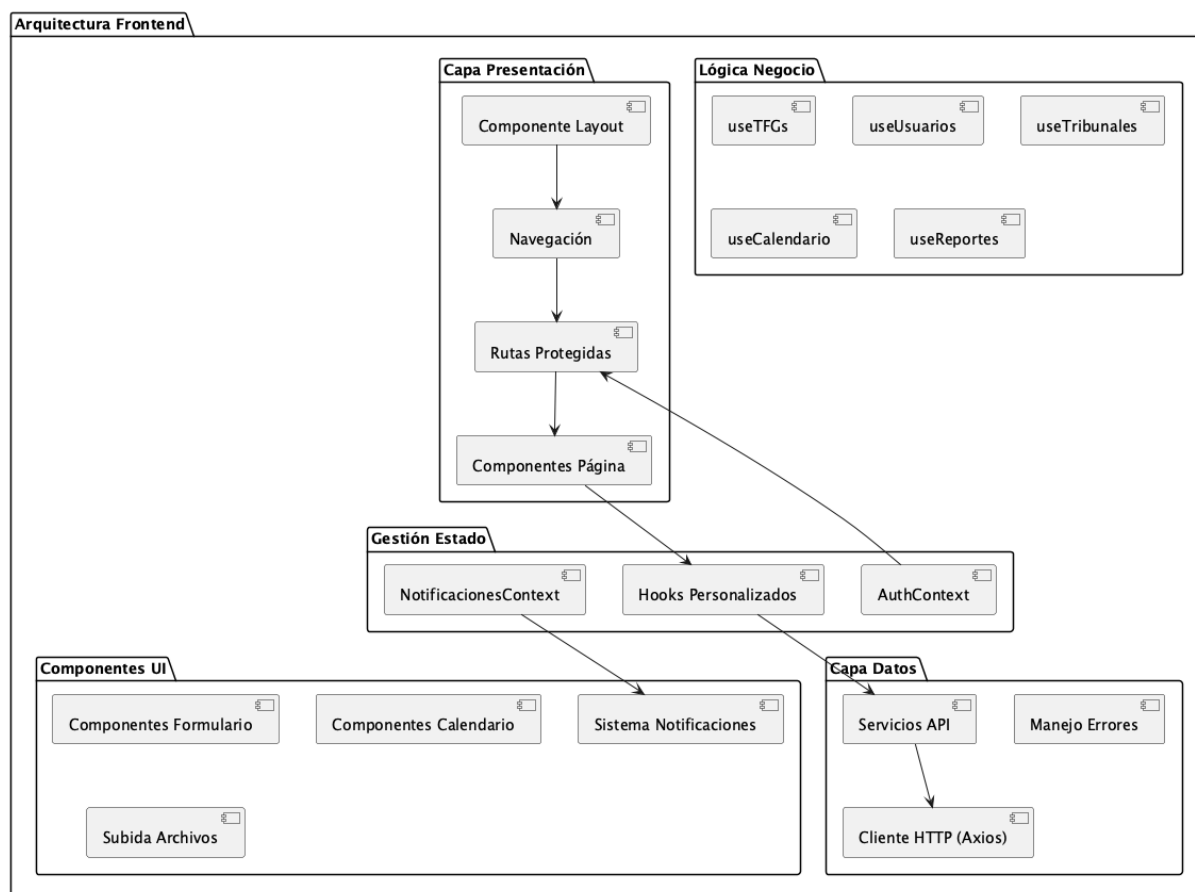 Arquitectura Frontend
Capa Presentación
Componente Layout
Navegación
Rutas Protegidas
Componentes Página
Lógica Negocio
useTFGs
useUsuarios
useTribunales
useCalendario
useReportes
Gestión Estado
NotificacionesContext
Hooks Personalizados
AuthContext
Componentes UI
Componentes Formulario
Componentes Calendario
Sistema Notificaciones
Subida Archivos
Capa Datos
Servicios API
Manejo Errores
Cliente HTTP (Axios)